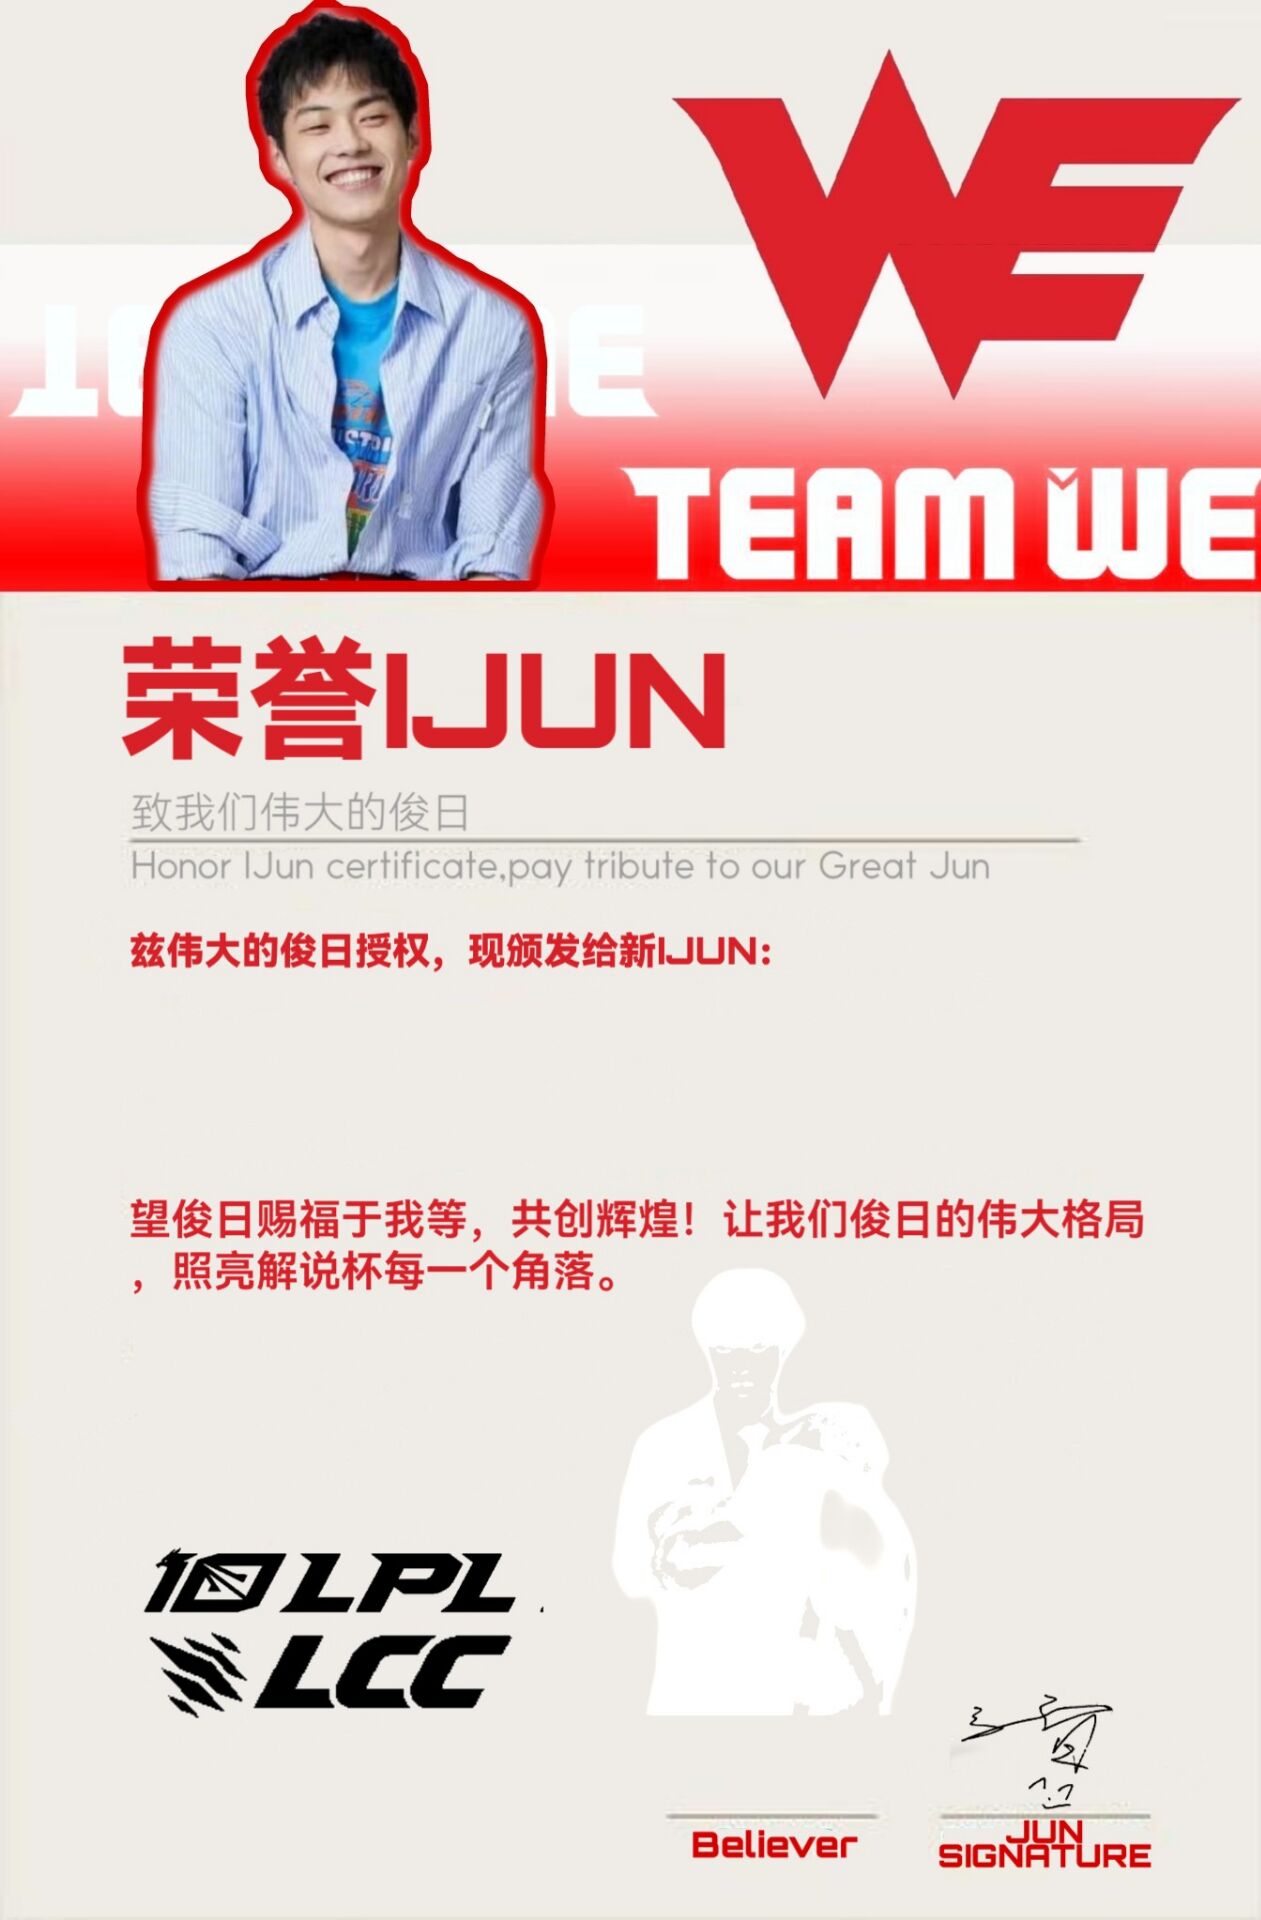 WE
TEAM WE
荣誉IJUN
致我们伟大的俊日
Honor IJun certificate,pay tribute to our Great Jun
兹伟大的俊日授权，现颁发给新IJUN：
望俊日赐福于我等，共创辉煌！让我们俊日的伟大格局
，照亮解说杯每一个角落。
10 LPL
LCC
Believer
JUN
SIGNATURE